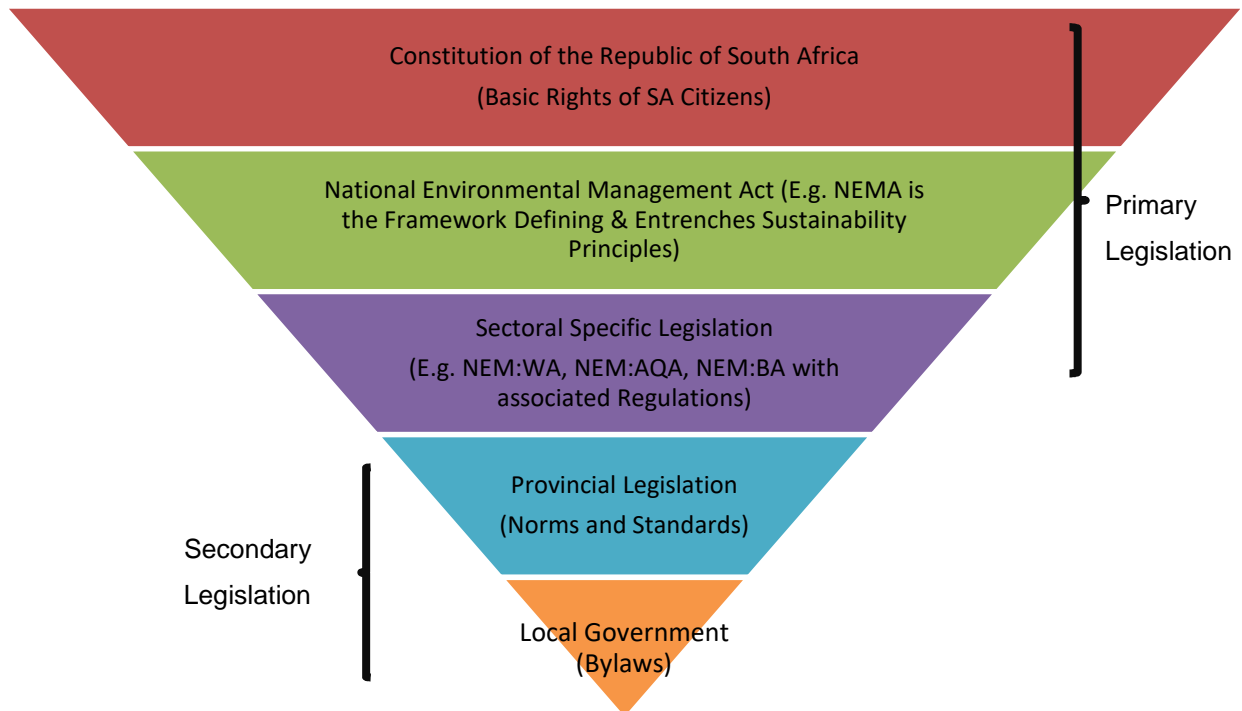 Constitution of the Republic of South Africa
(Basic Rights of SA Citizens)
National Environmental Management Act (E.g. NEMA is
the Framework Defining & Entrenches Sustainability
Principles)
Primary
Legislation
Sectoral Specific Legislation
(E.g. NEM:WA, NEM:AQA, NEM:BA with
associated Regulations)
Provincial Legislation
(Norms and Standards)
Secondary
Legislation
Local Government
(Bylaws)